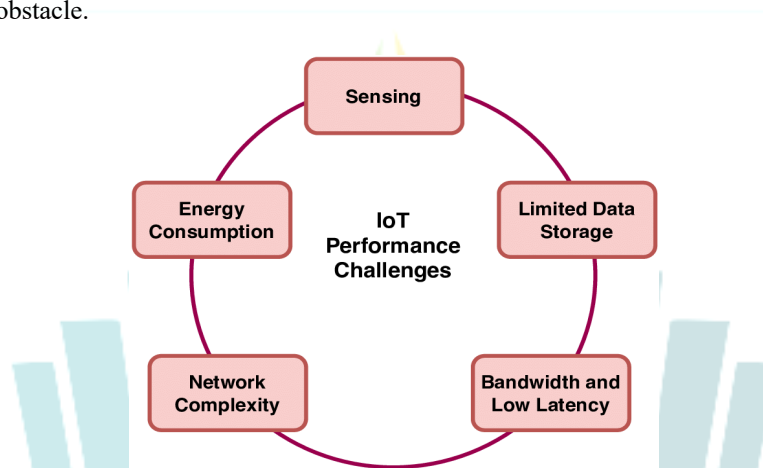 obstacle.
Sensing
Energy
Consumption
IoT
Performance
Challenges
Limited Data
Storage
Network
Complexity
Bandwidth and
Low Latency